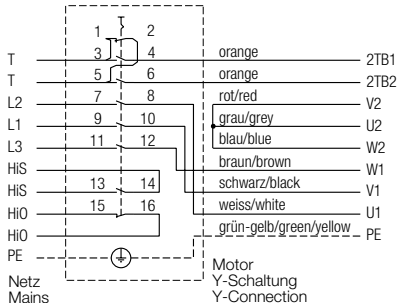 1 2
T 3 4 orange 2TB1
T 5 6 orange 2TB2
L2 7 8 rot/red V2
L1 9 10 grau/grey U2
L3 11 12 blau/blue W2
HiS braun/brown W1
HiS 13 14 schwarz/black V1
HiO 15 16 weiss/white U1
HiO grün-gelb/green/yellow PE
PE
Netz Motor
Mains Y-Schaltung
Y-Connection